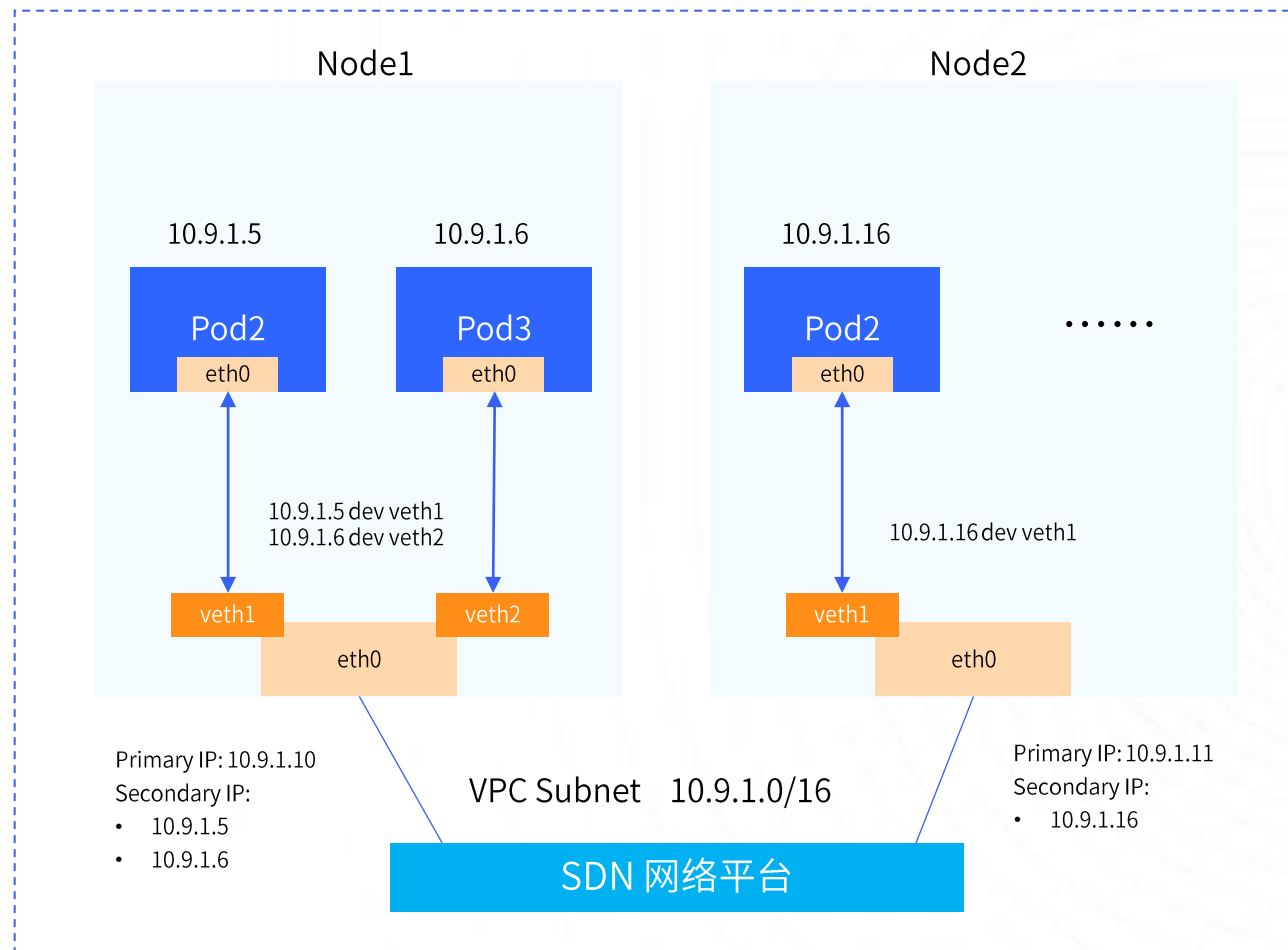 Node1
Node2
10.9.1.5
10.9.1.6
10.9.1.16
Pod2
Pod3
Pod2
......
eth0
eth0
eth0
10.9.1.5 dev veth1
10.9.1.6 dev veth2
10.9.1.16 dev veth1
veth1
veth2
veth1
eth0
eth0
Primary IP: 10.9.1.10
Secondary IP:
• 10.9.1.5
• 10.9.1.6
VPC Subnet 10.9.1.0/16
Primary IP: 10.9.1.11
Secondary IP:
• 10.9.1.16
SDN 网络平台